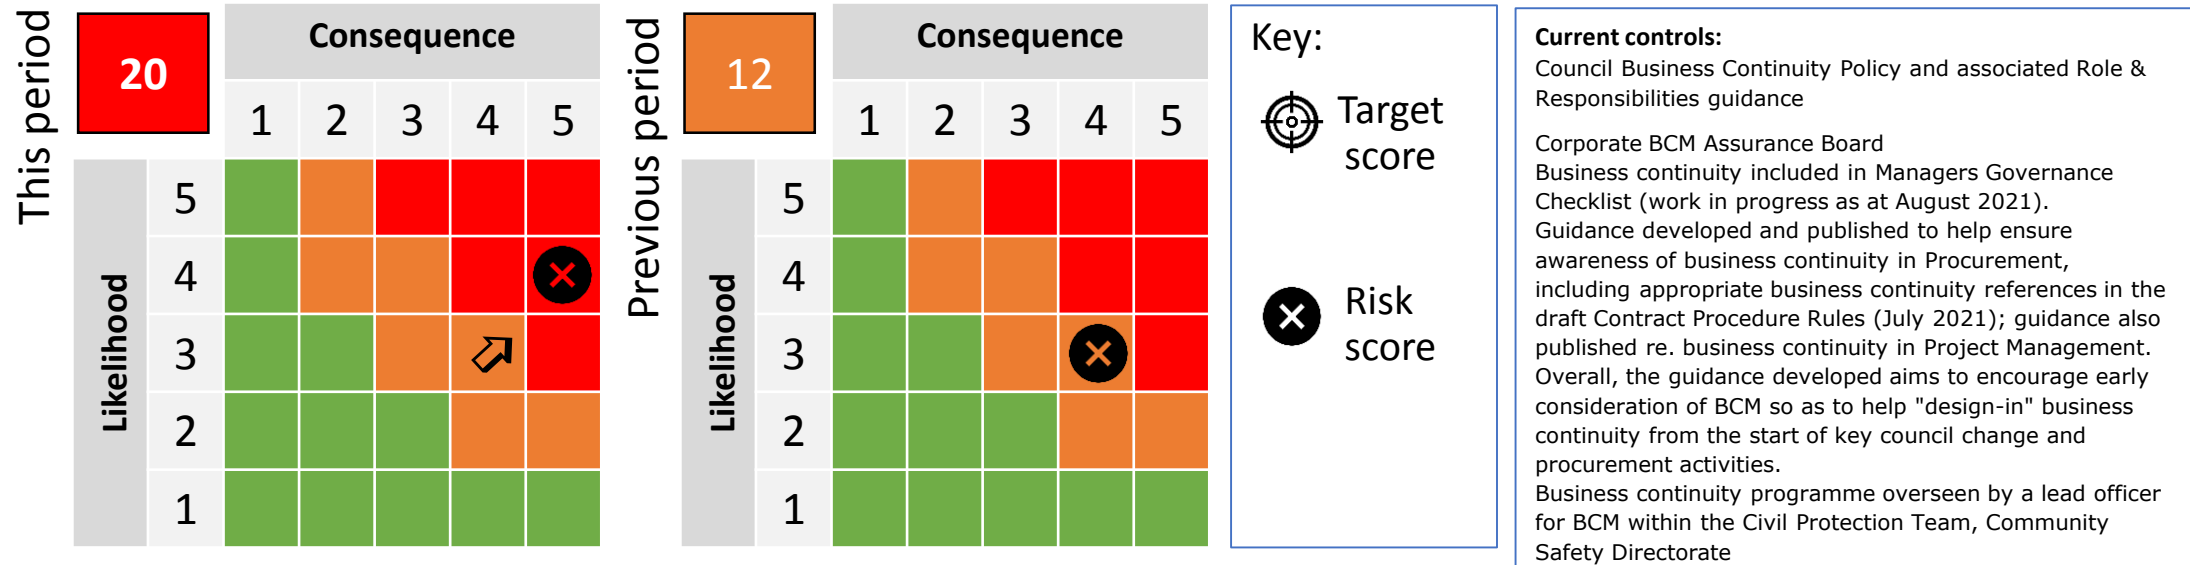 This period
20
Consequence
1 2 3 4 5
Likelihood
5
4
3
2
1
Previous period
12
Consequence
1 2 3 4 5
Likelihood
5
4
3
2
1
Key:
Target
score
Risk
score
Current controls:
Council Business Continuity Policy and associated Role &
Responsibilities guidance
Corporate BCM Assurance Board
Business continuity included in Managers Governance
Checklist (work in progress as at August 2021).
Guidance developed and published to help ensure
awareness of business continuity in Procurement,
including appropriate business continuity references in the
draft Contract Procedure Rules (July 2021); guidance also
published re. business continuity in Project Management.
Overall, the guidance developed aims to encourage early
consideration of BCM so as to help "design-in" business
continuity from the start of key council change and
procurement activities.
Business continuity programme overseen by a lead officer
for BCM within the Civil Protection Team, Community
Safety Directorate